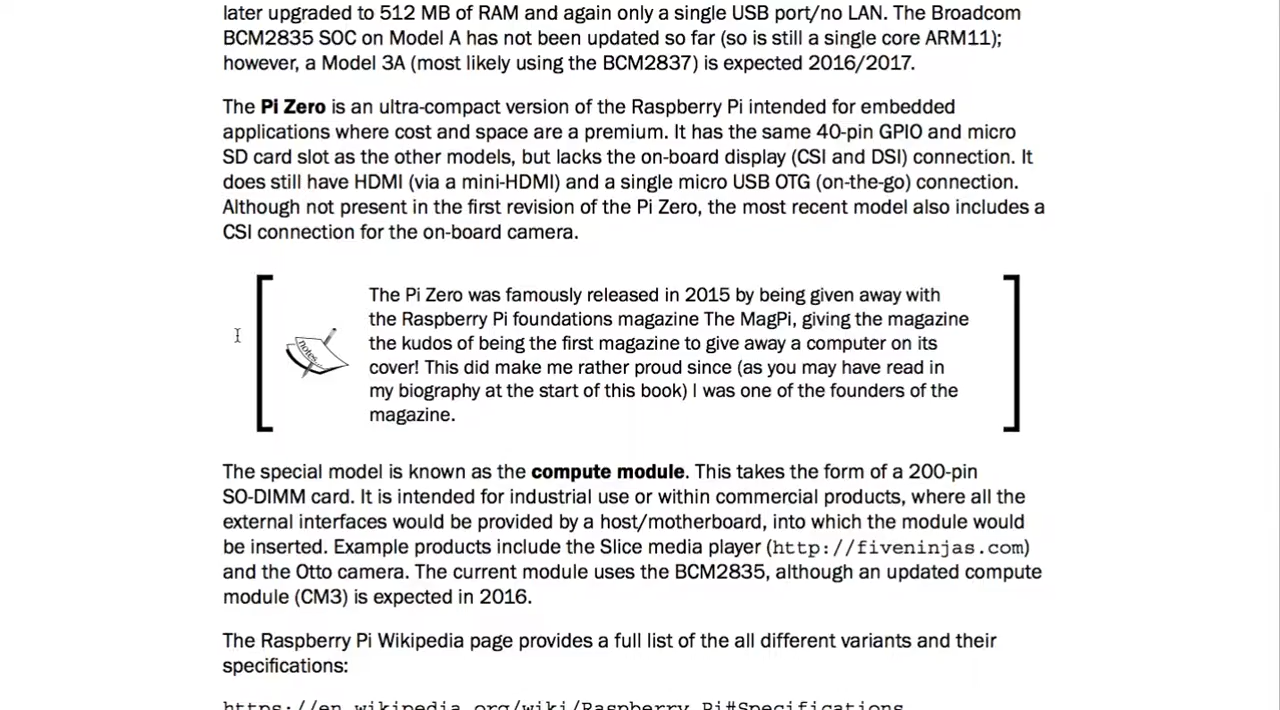 later upgraded to 512 MB of RAM and again only a single USB port/no LAN. The Broadcom
BCM2835 SOC on Model A has not been updated so far (so is still a single core ARM11);
however, a Model 3A (most likely using the BCM2837) is expected 2016/2017.
The Pi Zero is an ultra-compact version of the Raspberry Pi intended for embedded
applications where cost and space are a premium. It has the same 40-pin GPIO and micro
SD card slot as the other models, but lacks the on-board display (CSI and DSI) connection. It
does still have HDMI (via a mini-HDMI) and a single micro USB OTG (on-the-go) connection.
Although not present in the first revision of the Pi Zero, the most recent model also includes a
CSI connection for the on-board camera.
The Pi Zero was famously released in 2015 by being given away with
the Raspberry Pi foundations magazine The MagPi, giving the magazine
the kudos of being the first magazine to give away a computer on its
cover! This did make me rather proud since (as you may have read in
my biography at the start of this book) I was one of the founders of the
magazine.
notes...
The special model is known as the compute module. This takes the form of a 200-pin
SO-DIMM card. It is intended for industrial use or within commercial products, where all the
external interfaces would be provided by a host/motherboard, into which the module would
be inserted. Example products include the Slice media player (http://fiveninjas.com)
and the Otto camera. The current module uses the BCM2835, although an updated compute
module (CM3) is expected in 2016.
The Raspberry Pi Wikipedia page provides a full list of the all different variants and their
specifications:
https://en.wikipedia.org/wiki/Raspberry_Pi#Specifications